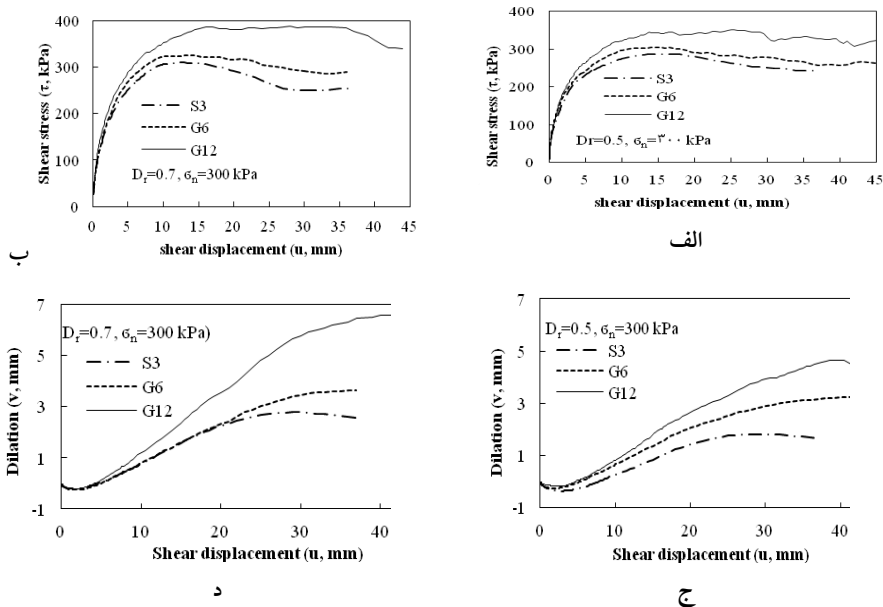 400
300
200
100
0
Shear stress (τ, kPa)
S3
G6
G12
Dᵣ=0.7, σₙ=300 kPa
0 5 10 15 20 25 30 35 40 45
shear displacement (u, mm)
ب
400
300
200
100
0
Shear stress (τ, kPa)
S3
G6
G12
Dr=0.5, σₙ=۳۰۰ kPa
0 5 10 15 20 25 30 35 40 45
shear displacement (u, mm)
الف
7
5
3
1
-1
Dilation (v, mm)
Dᵣ=0.7, σₙ=300 kPa)
S3
G6
G12
0 10 20 30 40
Shear displacement (u, mm)
د
7
5
3
1
-1
Dilation (v, mm)
Dᵣ=0.5, σₙ=300 kPa
S3
G6
G12
0 10 20 30 40
Shear displacement (u, mm)
ج